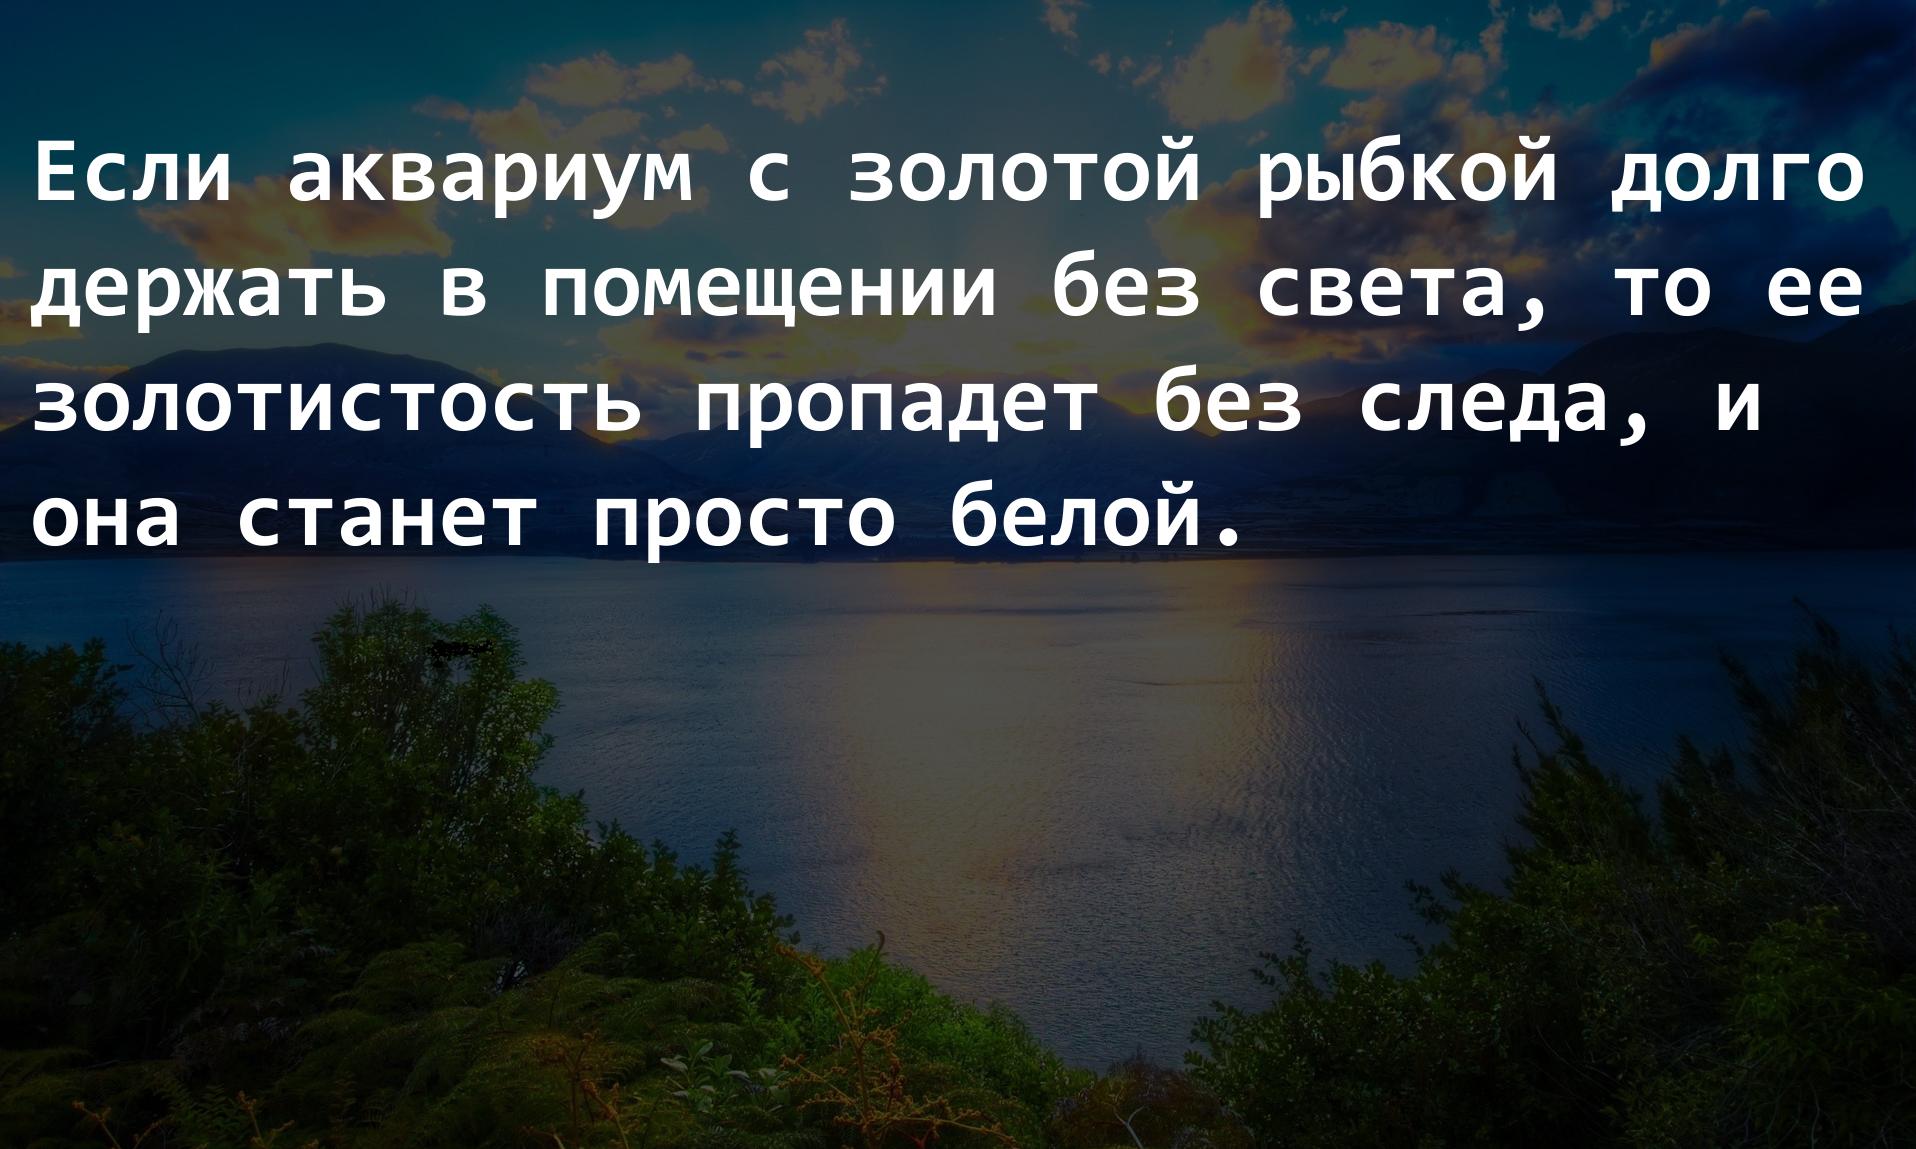 Если аквариум с золотой рыбкой долго
держать в помещении без света, то ее
золотистость пропадет без следа, и
она станет просто белой.